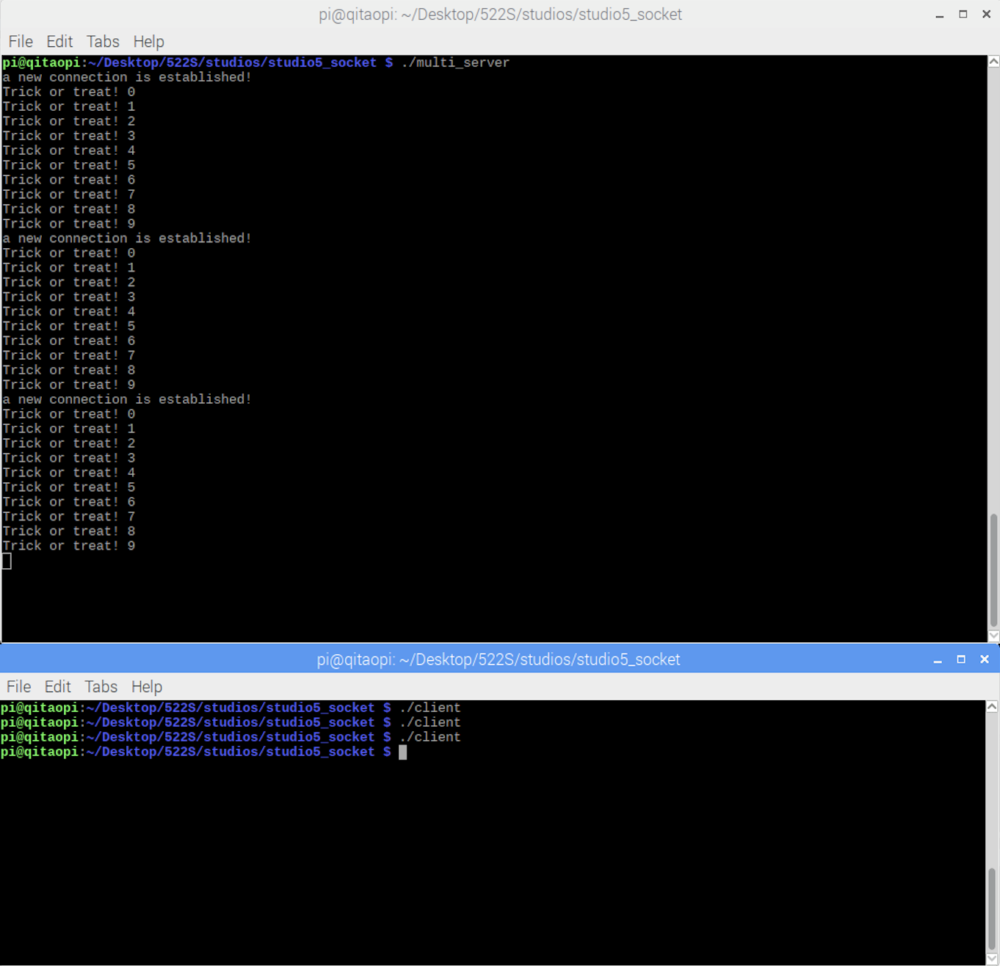 pi@qitaopi: ~/Desktop/522S/studios/studio5_socket
File Edit Tabs Help
pi@qitaopi:~/Desktop/522S/studios/studio5_socket $ ./multi_server
a new connection is established!
Trick or treat! 0
Trick or treat! 1
Trick or treat! 2
Trick or treat! 3
Trick or treat! 4
Trick or treat! 5
Trick or treat! 6
Trick or treat! 7
Trick or treat! 8
Trick or treat! 9
a new connection is established!
Trick or treat! 0
Trick or treat! 1
Trick or treat! 2
Trick or treat! 3
Trick or treat! 4
Trick or treat! 5
Trick or treat! 6
Trick or treat! 7
Trick or treat! 8
Trick or treat! 9
a new connection is established!
Trick or treat! 0
Trick or treat! 1
Trick or treat! 2
Trick or treat! 3
Trick or treat! 4
Trick or treat! 5
Trick or treat! 6
Trick or treat! 7
Trick or treat! 8
Trick or treat! 9
pi@qitaopi: ~/Desktop/522S/studios/studio5_socket
File Edit Tabs Help
pi@qitaopi:~/Desktop/522S/studios/studio5_socket $ ./client
pi@qitaopi:~/Desktop/522S/studios/studio5_socket $ ./client
pi@qitaopi:~/Desktop/522S/studios/studio5_socket $ ./client
pi@qitaopi:~/Desktop/522S/studios/studio5_socket $